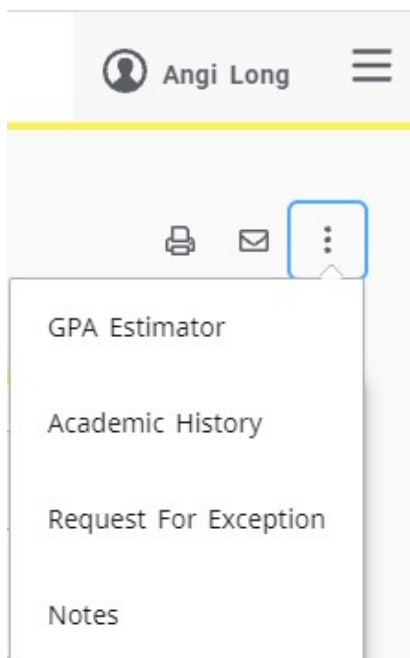 Angi Long
GPA Estimator
Academic History
Request For Exception
Notes